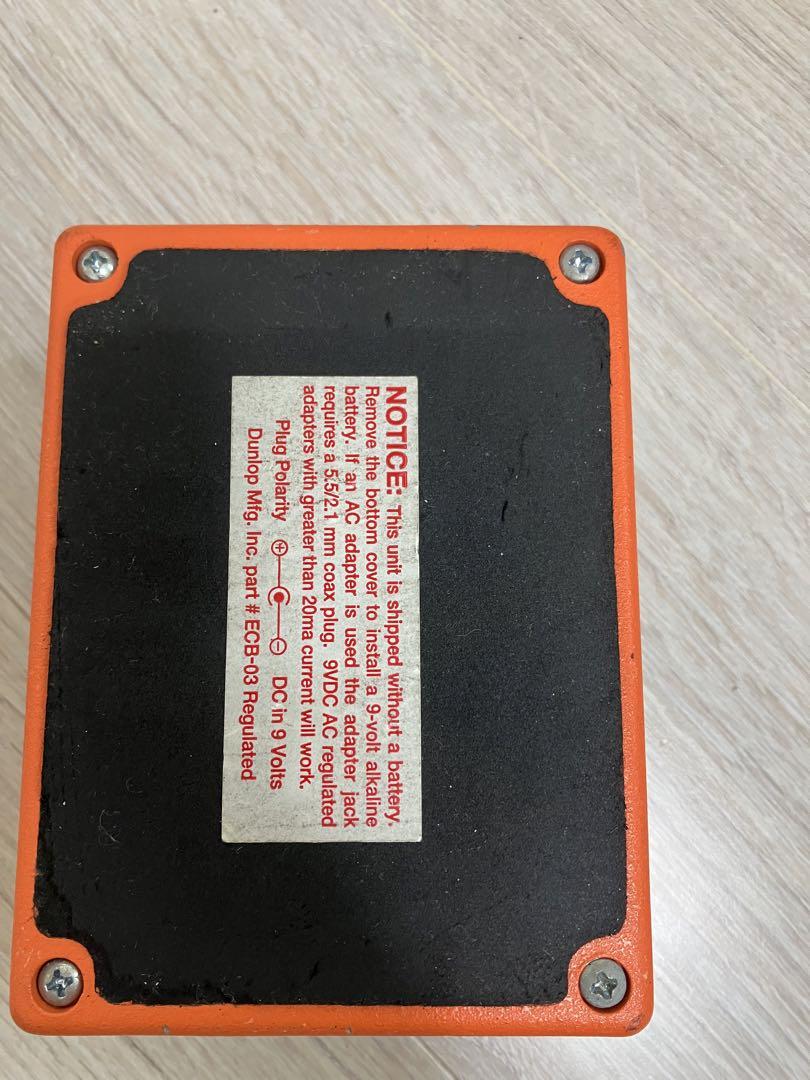 NOTICE: This unit is shipped without a battery.
Remove the bottom cover to install a 9-volt alkaline
battery. If an AC adapter is used the adapter jack
requires a 5.5/2.1 mm coax plug. 9VDC AC regulated
adapters with greater than 20ma current will work.
Plug Polarity + − DC in 9 Volts
Dunlop Mfg. Inc. part # ECB-03 Regulated